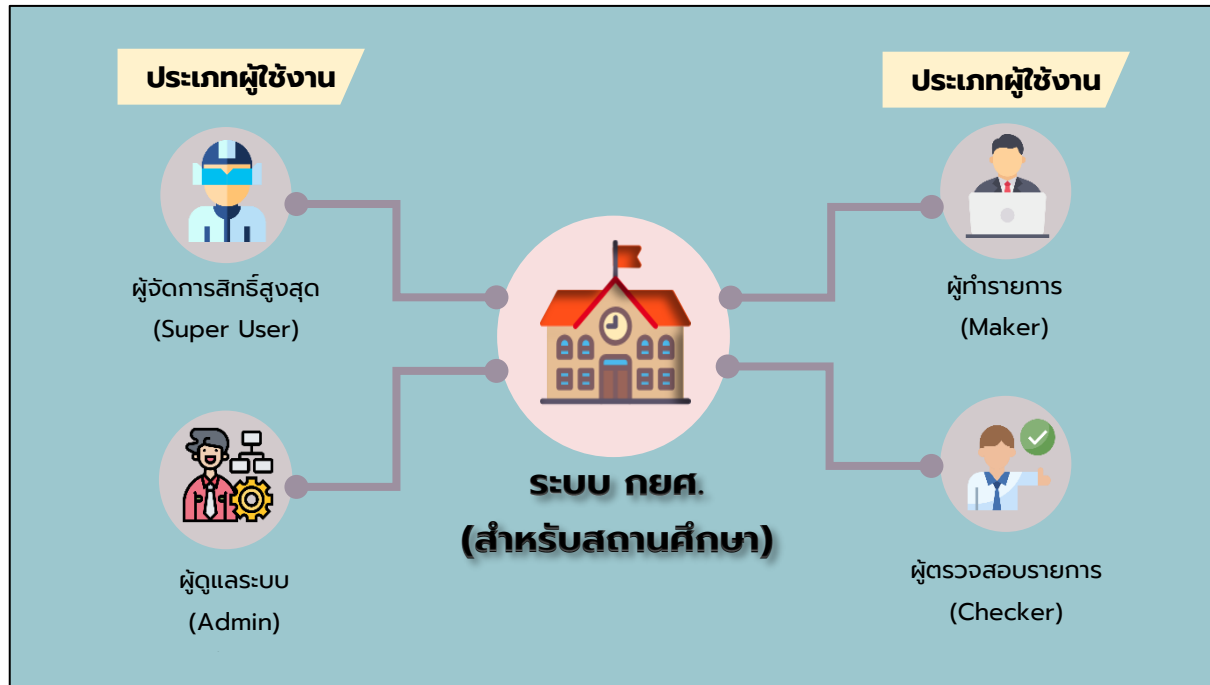 ประเภทผู้ใช้งาน
ผู้จัดการสิทธิ์สูงสุด
(Super User)
ผู้ดูแลระบบ
(Admin)
ระบบ กยศ.
(สำหรับสถานศึกษา)
ประเภทผู้ใช้งาน
ผู้ทำรายการ
(Maker)
ผู้ตรวจสอบรายการ
(Checker)